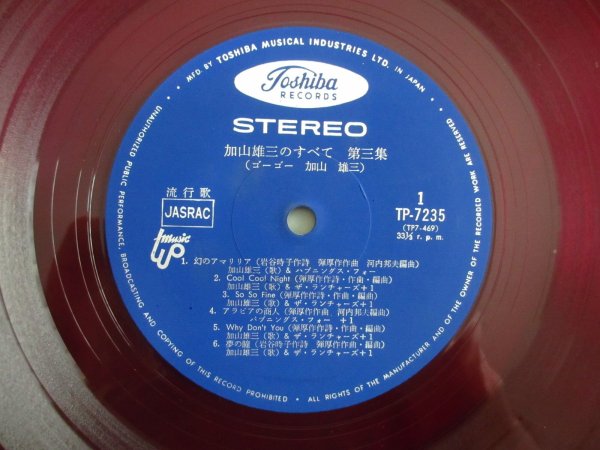 MFD BY TOSHIBA MUSICAL INDUSTRIES LTD. IN JAPAN
Toshiba
RECORDS
STEREO
加山雄三のすべて 第三集
(ゴーゴー 加山 雄三)
流行歌
JASRAC
music
UP
1
TP-7235
(TP7-469)
33⅓ r. p. m.
1. 幻のアマリリア (岩谷時子作詩 弾厚作作曲 河内邦夫編曲)
加山雄三(歌) & ハプニングス・フォー
2. Cool Cool Night (弾厚作作詩・作曲・編曲)
加山雄三(歌) & ザ・ランチャーズ+1
3. So So Fine (弾厚作作詩・作曲・編曲)
加山雄三(歌) & ザ・ランチャーズ+1
4. アラビアの商人 (弾厚作作曲 河内邦夫編曲)
ハプニングス・フォー +1
5. Why Don't You (弾厚作作詩・作曲・編曲)
加山雄三(歌) & ザ・ランチャーズ+1
6. 夢の瞳 (岩谷時子作詩 弾厚作作曲・編曲)
加山雄三(歌) & ザ・ランチャーズ+1
UNAUTHORIZED PUBLIC PERFORMANCE, BROADCASTING AND COPYING OF THIS RECORD PROHIBITED • ALL RIGHTS OF THE MANUFACTURER AND OF THE OWNER OF THE RECORDED WORK ARE RESERVED